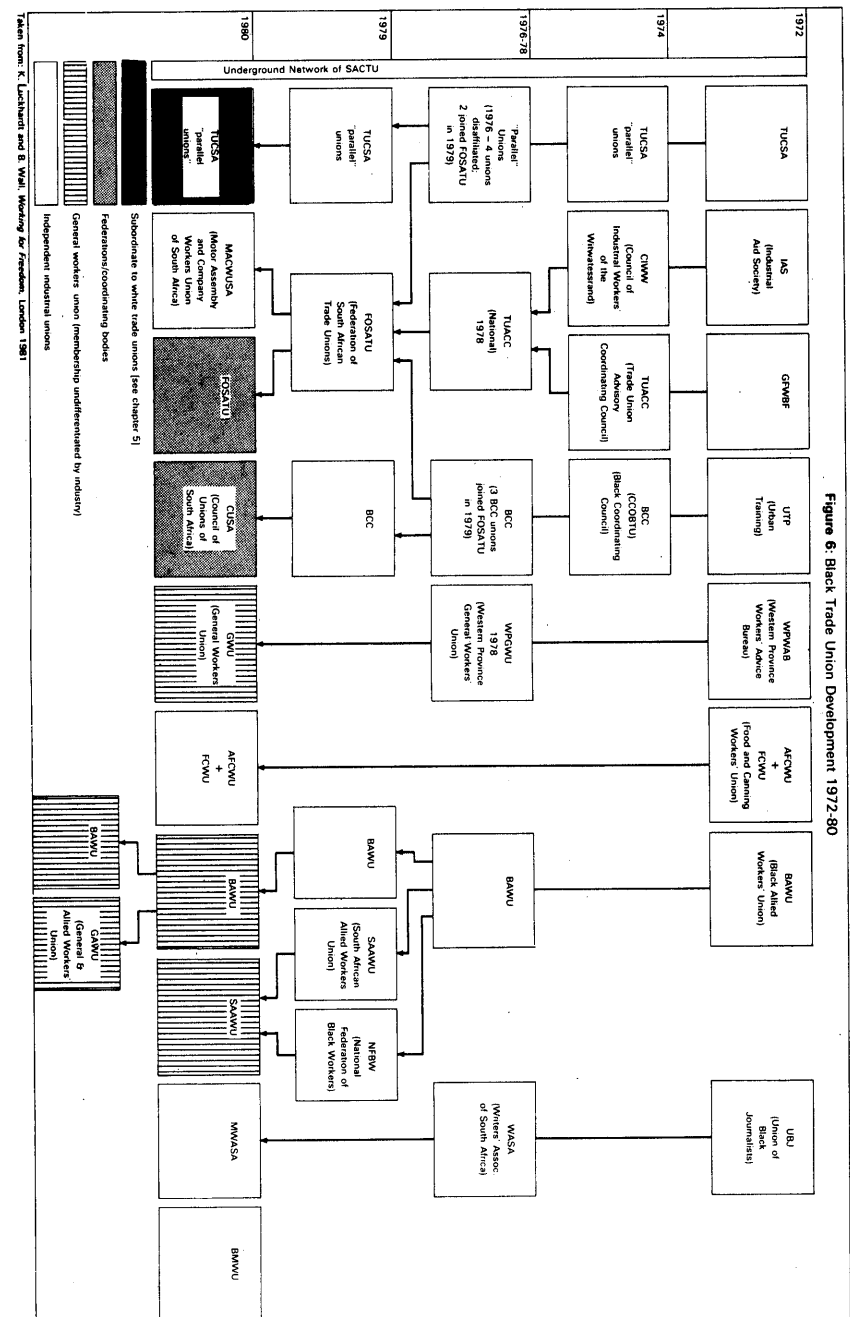 Figure 6: Black Trade Union Development 1972-80
1972
TUCSA
IAS
(Industrial
Aid Society)
GFWBF
UTP
(Urban
Training)
WPWAB
(Western Province
Workers' Advice
Bureau)
AFCWU
+
FCWU
(Food and Canning
Workers' Union)
BAWU
(Black Allied
Workers' Union)
UBJ
(Union of
Black
Journalists)
1974
TUCSA
"parallel"
unions
CIWW
(Council of
Industrial Workers
of the
Witwatessrand)
TUACC
(Trade Union
Advisory
Coordinating Council)
BCC
(CCOBTU)
(Black Coordinating
Council)
1976-78
"Parallel"
Unions
(1976 – 4 unions
disaffiliated;
2 joined FOSATU
in 1979)
TUACC
(National)
1978
BCC
(3 BCC unions
joined FOSATU
in 1979)
WPGWU
1978
(Western Province
General Workers'
Union)
BAWU
WASA
(Writers' Assoc.
of South Africa)
1979
TUCSA
"parallel"
unions
FOSATU
(Federation of
South African
Trade Unions)
BCC
BAWU
SAAWU
(South African
Allied Workers
Union)
NFBW
(National
Federation of
Black Workers)
1980
Underground Network of SACTU
TUCSA
"parallel
unions"
MACWUSA
(Motor Assembly
and Company
Workers Union
of South Africa)
FOSATU
CUSA
(Council of
Unions of
South Africa)
GWU
(General Workers
Union)
AFCWU
+
FCWU
BAWU
SAAWU
MWASA
BMWU
BAWU
GAWU
(General &
Allied Workers'
Union)
Subordinate to white trade unions [see chapter 5]
Federations/coordinating bodies
General workers union (membership undifferentiated by industry)
Independent industrial unions
Taken from: K. Luckhardt and B. Wall, Working for Freedom, London 1981